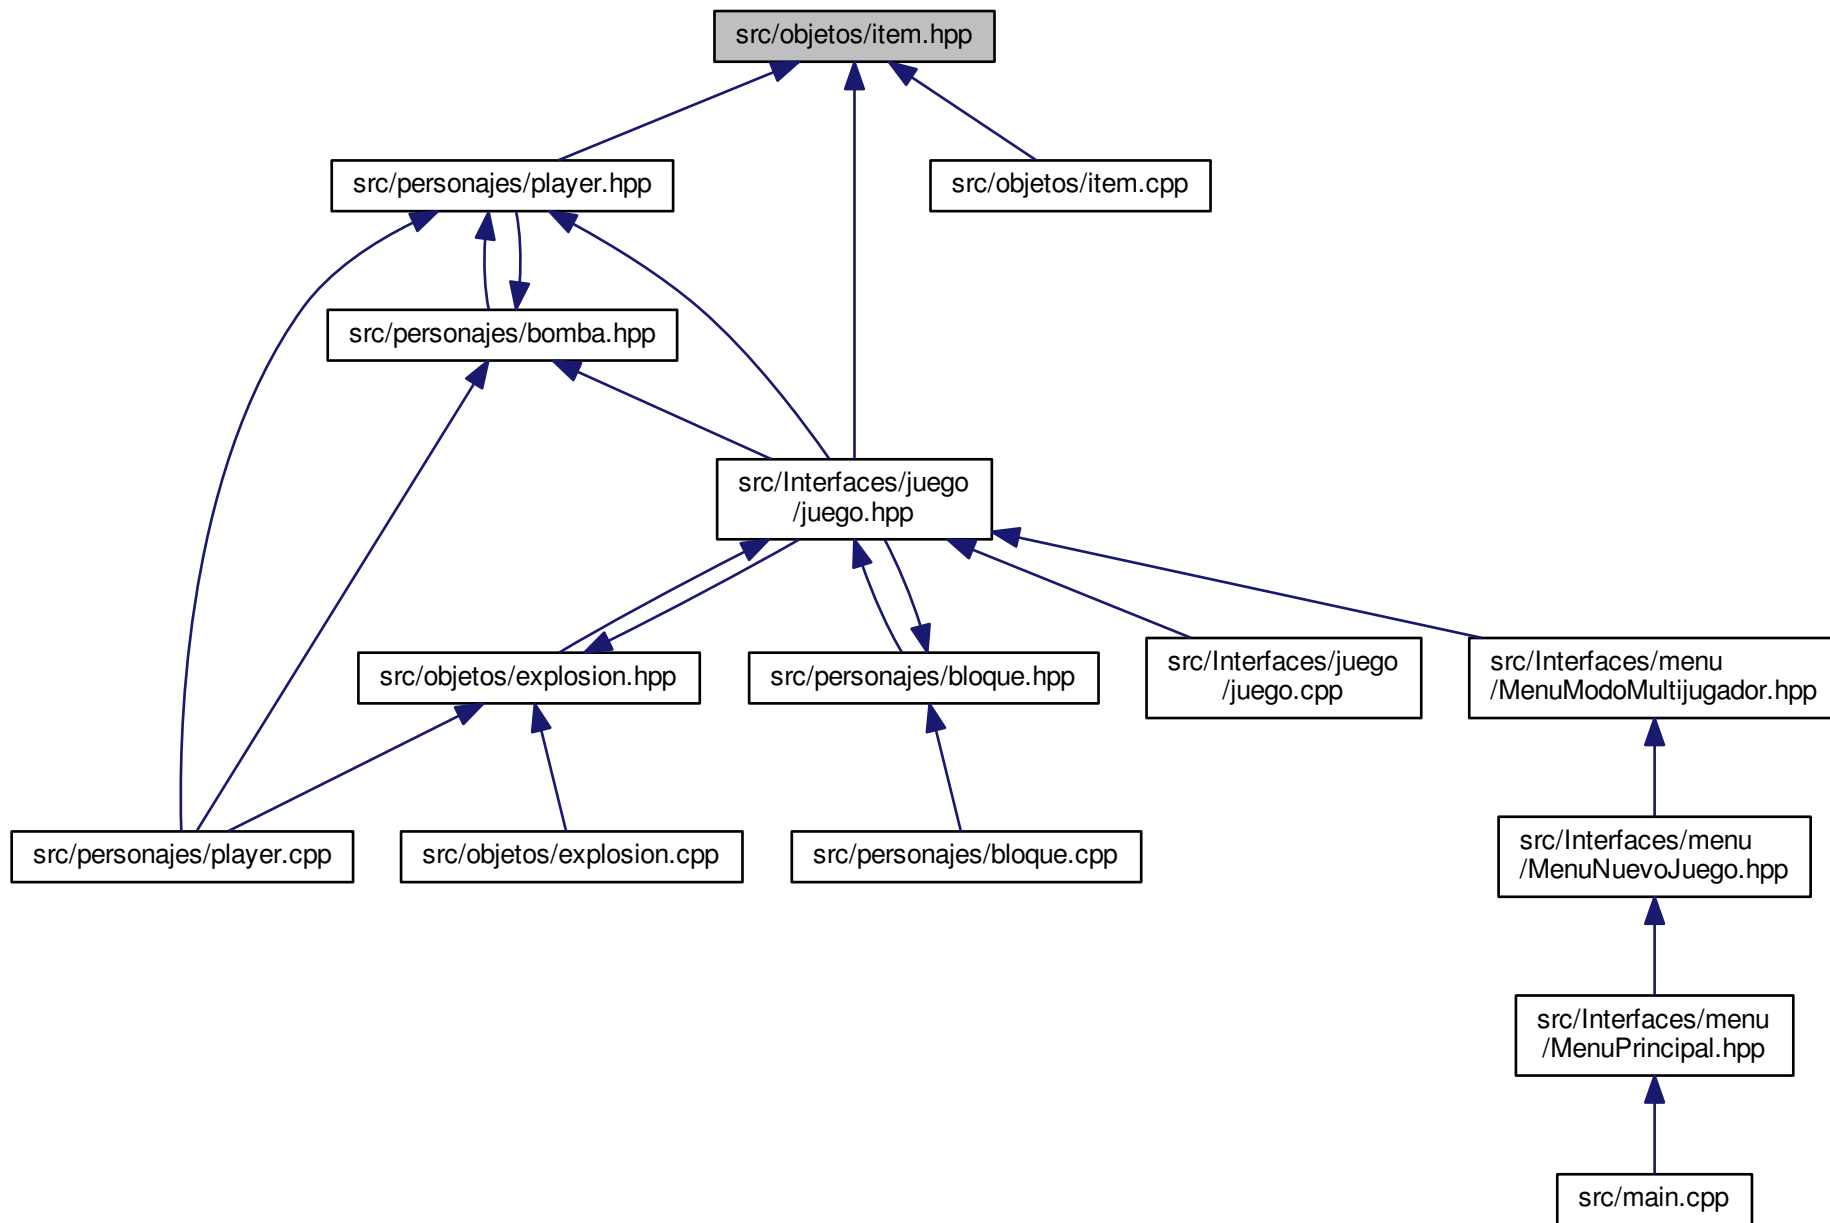 src/objetos/item.hpp
src/personajes/player.hpp
src/objetos/item.cpp
src/personajes/bomba.hpp
src/Interfaces/juego
/juego.hpp
src/objetos/explosion.hpp
src/personajes/bloque.hpp
src/Interfaces/juego
/juego.cpp
src/Interfaces/menu
/MenuModoMultijugador.hpp
src/personajes/player.cpp
src/objetos/explosion.cpp
src/personajes/bloque.cpp
src/Interfaces/menu
/MenuNuevoJuego.hpp
src/Interfaces/menu
/MenuPrincipal.hpp
src/main.cpp